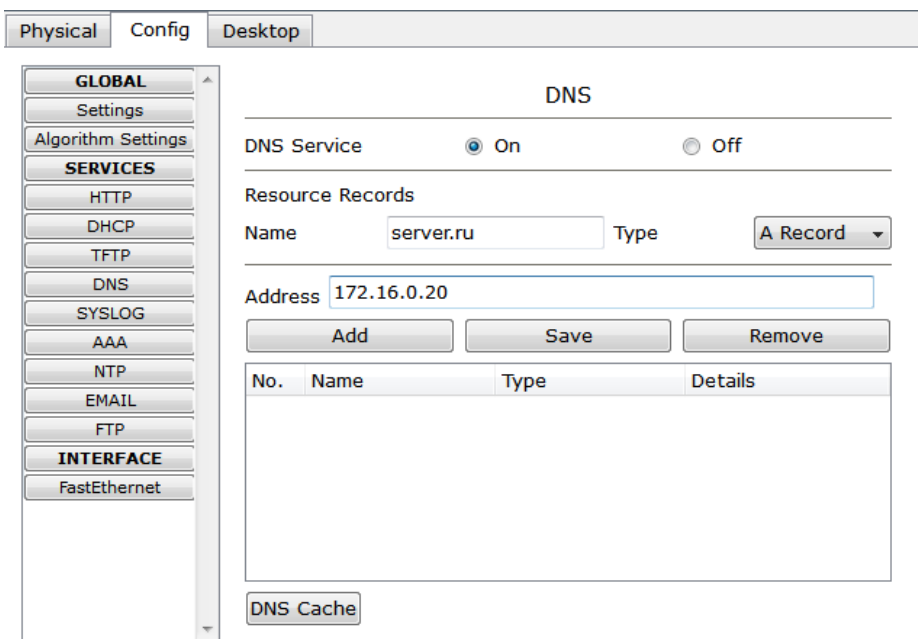 Physical Config Desktop
GLOBAL
Settings
Algorithm Settings
SERVICES
HTTP
DHCP
TFTP
DNS
SYSLOG
AAA
NTP
EMAIL
FTP
INTERFACE
FastEthernet
DNS
DNS Service On Off
Resource Records
Name server.ru Type A Record
Address 172.16.0.20
Add Save Remove
No. Name Type Details
DNS Cache